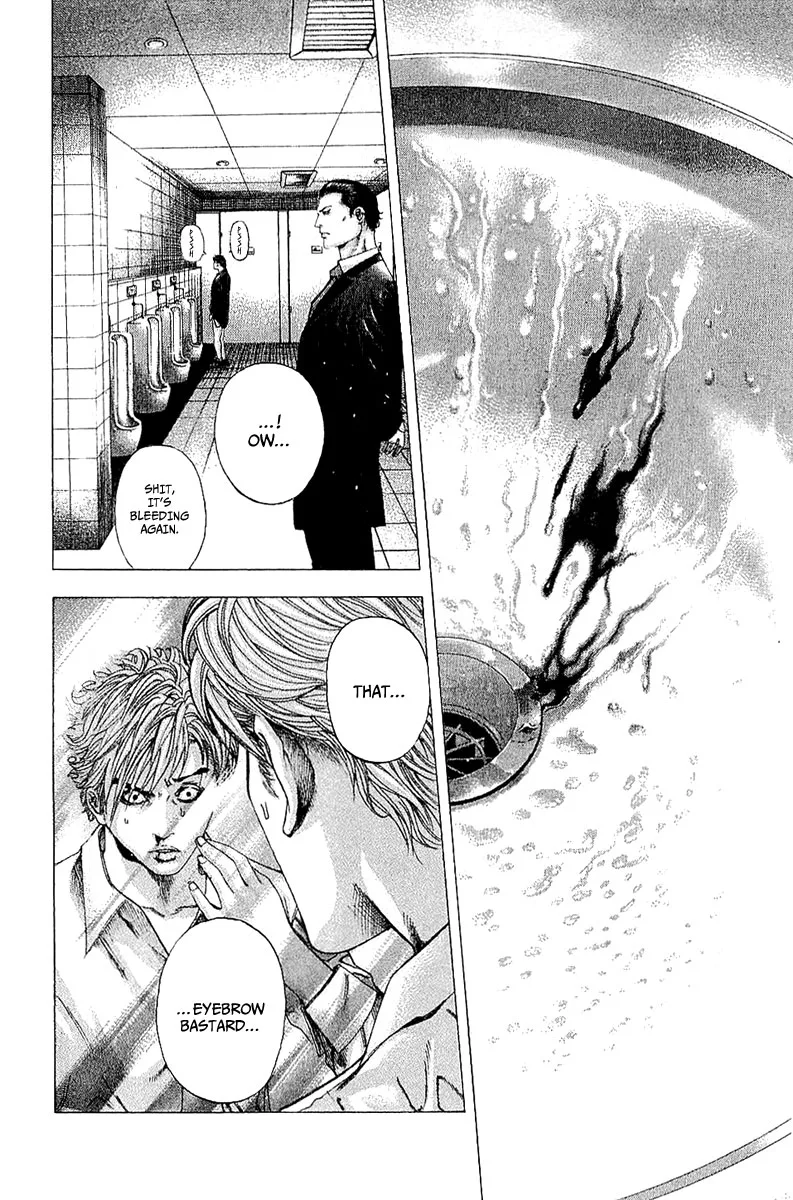 ...!
OW...
SHIT,
IT'S
BLEEDING
AGAIN.
THAT...
...EYEBROW
BASTARD...